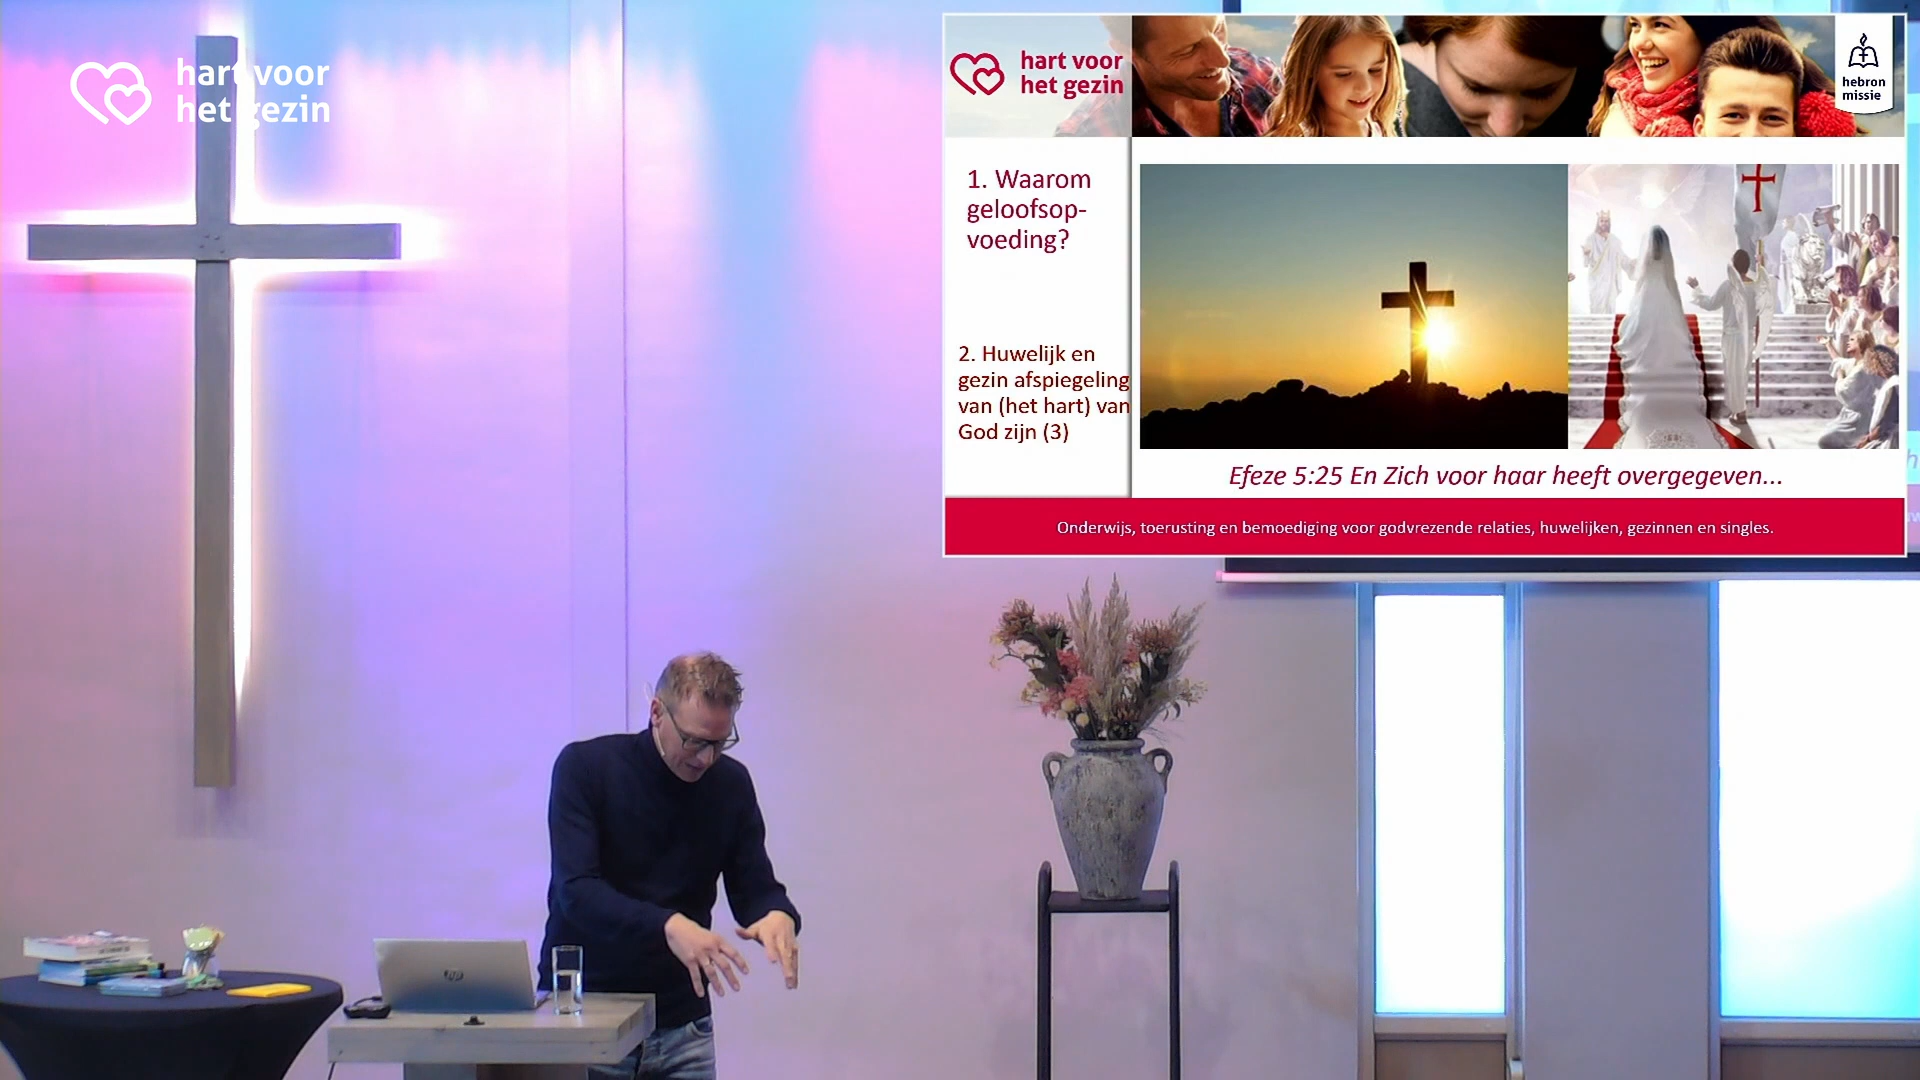 hart voor
het gezin
hart voor
het gezin
hebron
missie
1. Waarom
geloofsop-
voeding?
2. Huwelijk en
gezin afspiegeling
van (het hart) van
God zijn (3)
Efeze 5:25 En Zich voor haar heeft overgegeven...
Onderwijs, toerusting en bemoediging voor godvrezende relaties, huwelijken, gezinnen en singles.
hp